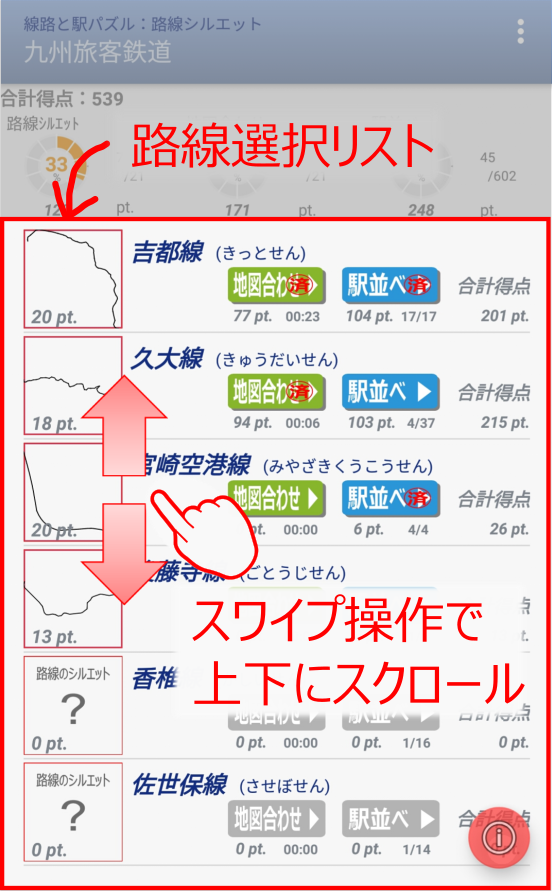 線路と駅パズル：路線シルエット
九州旅客鉄道
合計得点：539
路線シルエット
路線選択リスト
33
%
/21
/21
45
/602
pt.
171
pt.
248
pt.
吉都線 (きっとせん)
地図合わせ 済
駅並べ 済
合計得点
20 pt.
77 pt. 00:23
104 pt. 17/17
201 pt.
久大線 (きゅうだいせん)
地図合わせ 済
駅並べ
合計得点
18 pt.
94 pt. 00:06
103 pt. 4/37
215 pt.
宮崎空港線 (みやざきくうこうせん)
地図合わせ
駅並べ 済
合計得点
20 pt.
pt. 00:00
6 pt. 4/4
26 pt.
藤寺線 (ごとうじせん)
13 pt.
スワイプ操作で
上下にスクロール
路線のシルエット
?
香椎
地図合わせ
駅並べ
合計得点
0 pt.
0 pt. 00:00
0 pt. 1/16
0 pt.
路線のシルエット
?
佐世保線 (させぼせん)
地図合わせ
駅並べ
合計得点
0 pt.
0 pt. 00:00
0 pt. 1/14